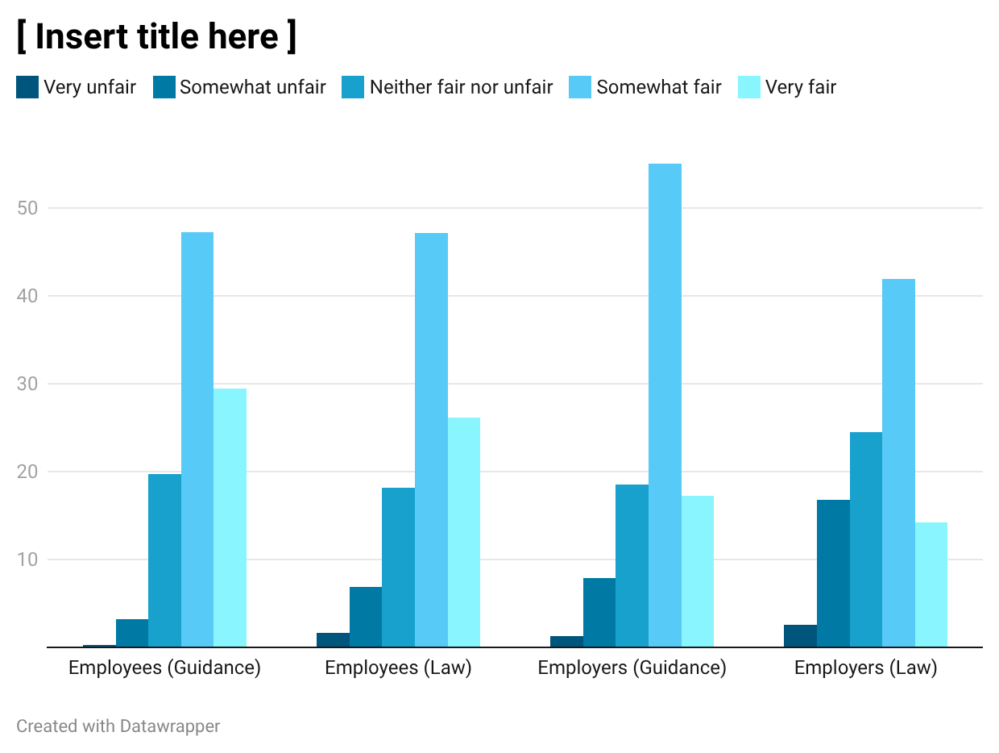 [ Insert title here ]
Very unfair Somewhat unfair Neither fair nor unfair Somewhat fair Very fair
50
40
30
20
10
Employees (Guidance) Employees (Law) Employers (Guidance) Employers (Law)
Created with Datawrapper